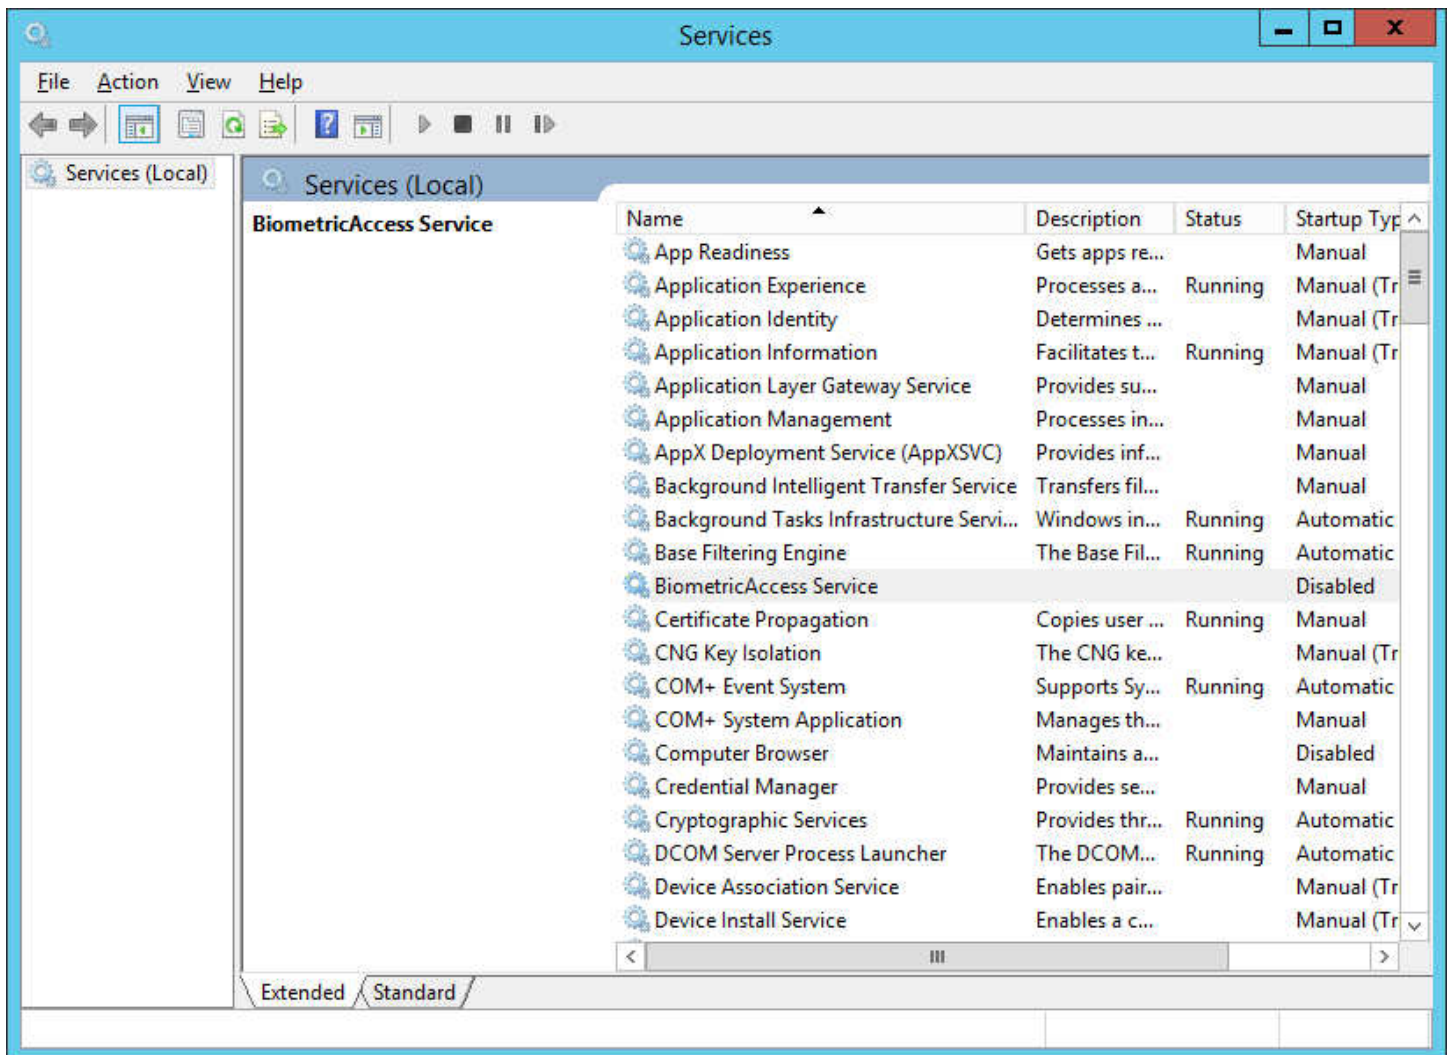 Services
File Action View Help
Services (Local)
Services (Local)
BiometricAccess Service
Name Description Status Startup Typ
App Readiness Gets apps re... Manual
Application Experience Processes a... Running Manual (Tr
Application Identity Determines ... Manual (Tr
Application Information Facilitates t... Running Manual (Tr
Application Layer Gateway Service Provides su... Manual
Application Management Processes in... Manual
AppX Deployment Service (AppXSVC) Provides inf... Manual
Background Intelligent Transfer Service Transfers fil... Manual
Background Tasks Infrastructure Servi... Windows in... Running Automatic
Base Filtering Engine The Base Fil... Running Automatic
BiometricAccess Service Disabled
Certificate Propagation Copies user ... Running Manual
CNG Key Isolation The CNG ke... Manual (Tr
COM+ Event System Supports Sy... Running Automatic
COM+ System Application Manages th... Manual
Computer Browser Maintains a... Disabled
Credential Manager Provides se... Manual
Cryptographic Services Provides thr... Running Automatic
DCOM Server Process Launcher The DCOM... Running Automatic
Device Association Service Enables pair... Manual (Tr
Device Install Service Enables a c... Manual (Tr
Extended Standard